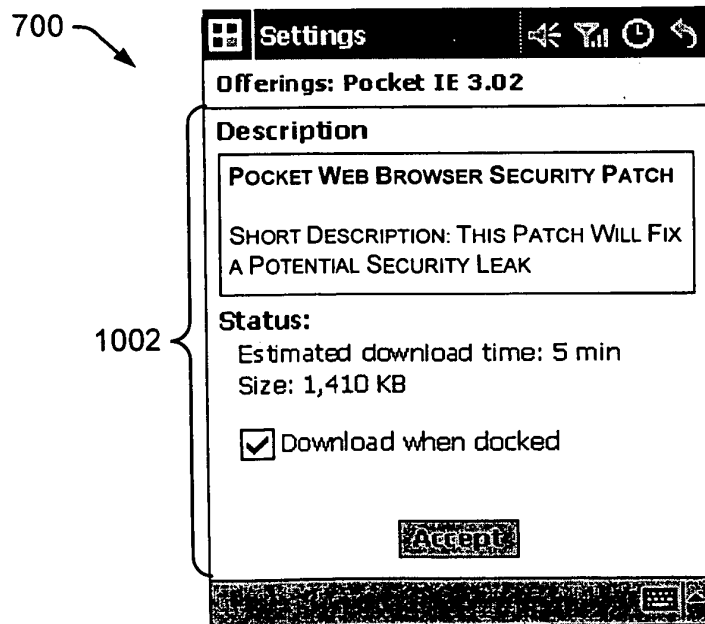 700
Settings
Offerings: Pocket IE 3.02
Description
POCKET WEB BROWSER SECURITY PATCH
SHORT DESCRIPTION: THIS PATCH WILL FIX
A POTENTIAL SECURITY LEAK
1002
Status:
Estimated download time: 5 min
Size: 1,410 KB
Download when docked
Accept